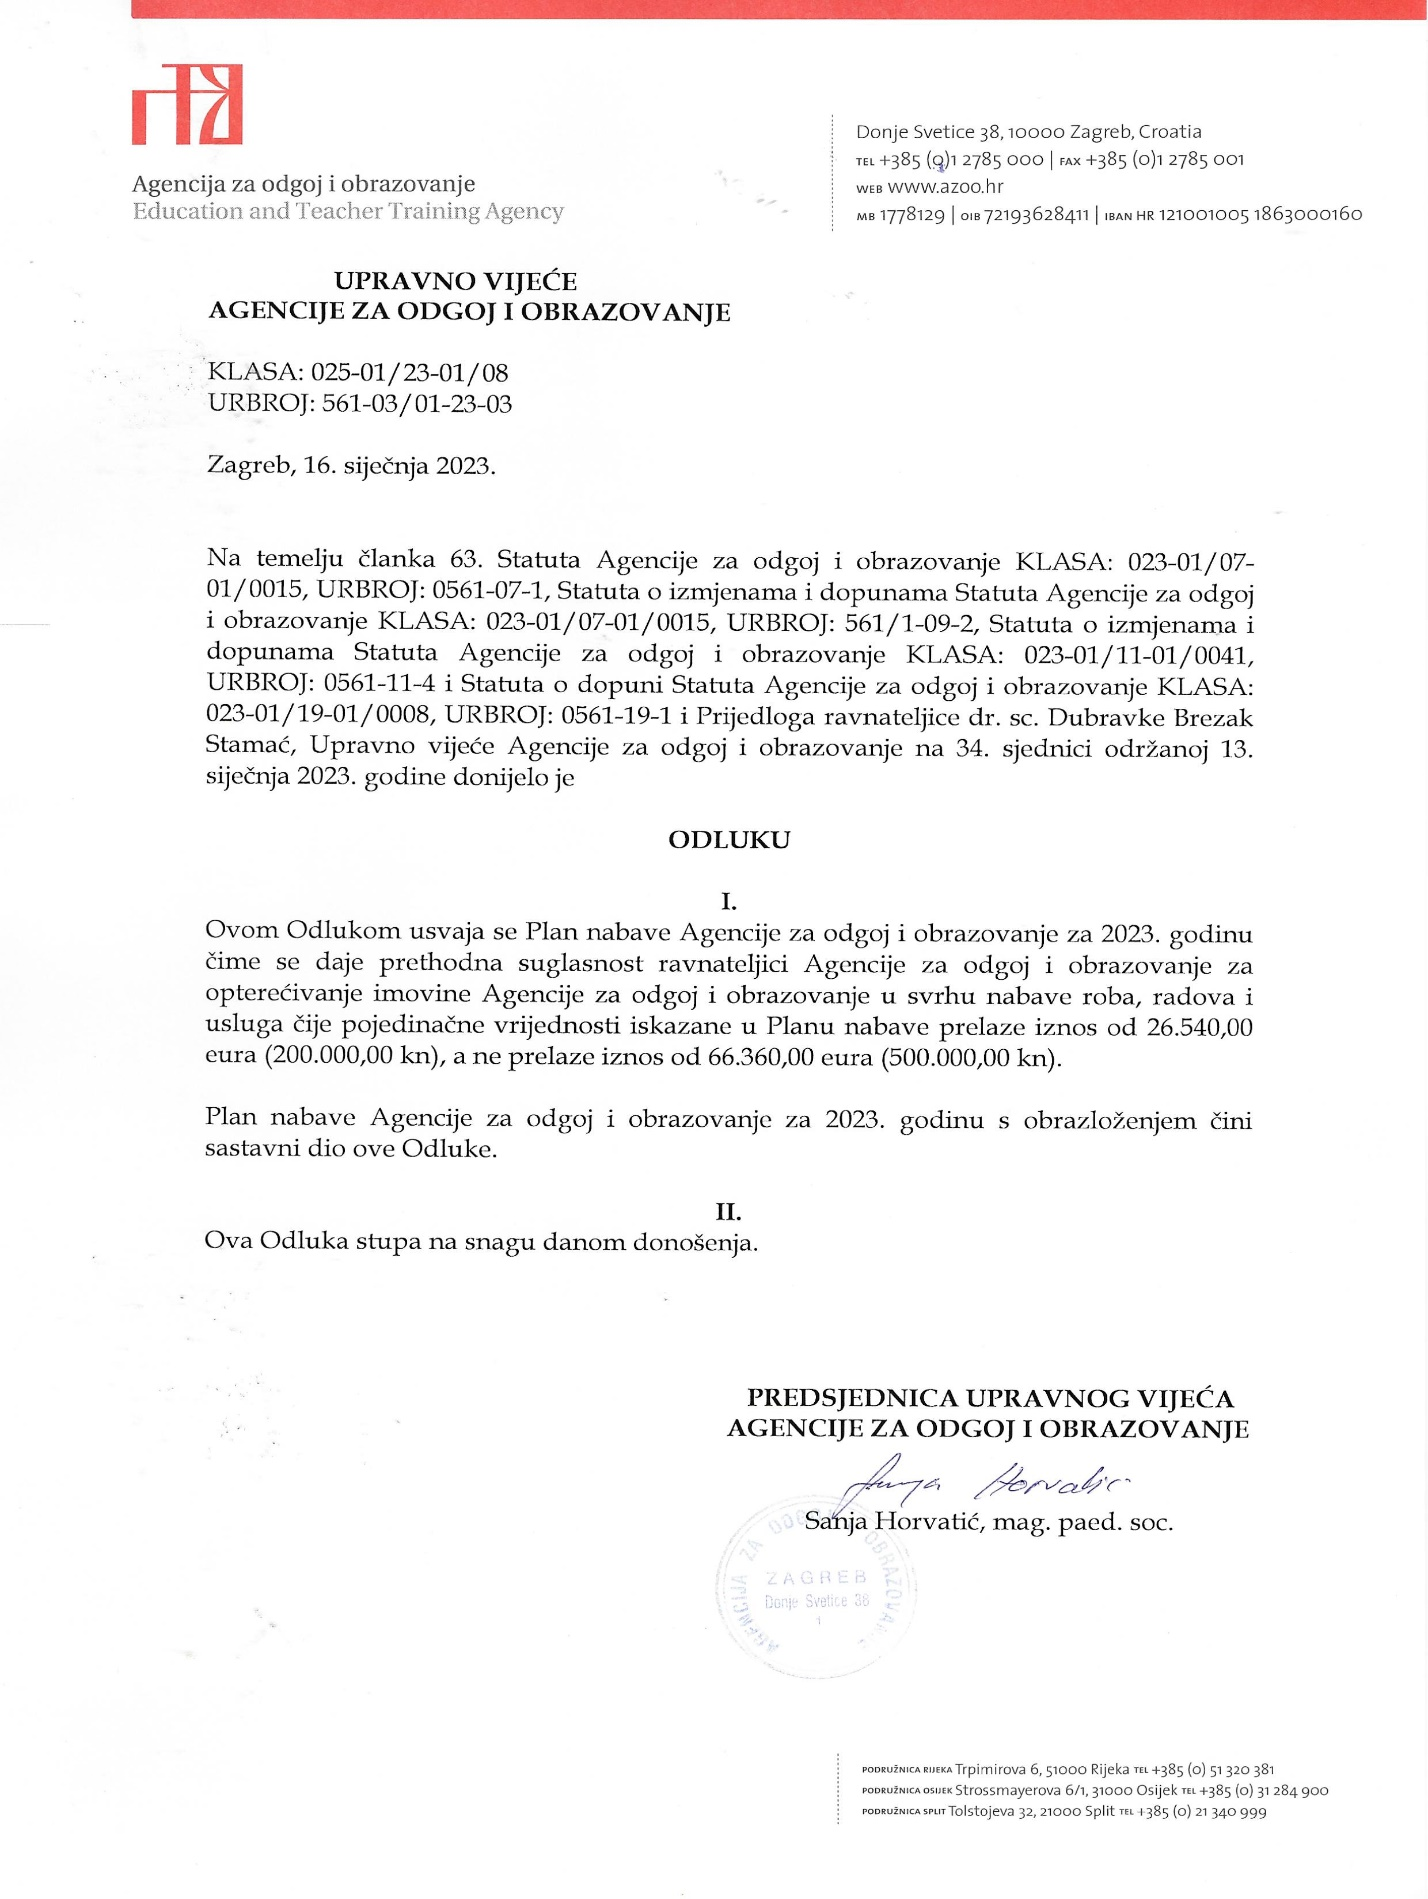 Agencija za odgoj i obrazovanje
Education and Teacher Training Agency
Donje Svetice 38, 10000 Zagreb, Croatia
TEL +385 (0)1 2785 000 | FAX +385 (0)1 2785 001
WEB www.azoo.hr
MB 1778129 | OIB 72193628411 | IBAN HR 121001005 1863000160
UPRAVNO VIJEĆE
AGENCIJE ZA ODGOJ I OBRAZOVANJE
KLASA: 025-01/23-01/08
URBROJ: 561-03/01-23-03
Zagreb, 16. siječnja 2023.
Na temelju članka 63. Statuta Agencije za odgoj i obrazovanje KLASA: 023-01/07-
01/0015, URBROJ: 0561-07-1, Statuta o izmjenama i dopunama Statuta Agencije za odgoj
i obrazovanje KLASA: 023-01/07-01/0015, URBROJ: 561/1-09-2, Statuta o izmjenama i
dopunama Statuta Agencije za odgoj i obrazovanje KLASA: 023-01/11-01/0041,
URBROJ: 0561-11-4 i Statuta o dopuni Statuta Agencije za odgoj i obrazovanje KLASA:
023-01/19-01/0008, URBROJ: 0561-19-1 i Prijedloga ravnateljice dr. sc. Dubravke Brezak
Stamać, Upravno vijeće Agencije za odgoj i obrazovanje na 34. sjednici održanoj 13.
siječnja 2023. godine donijelo je
ODLUKU
I.
Ovom Odlukom usvaja se Plan nabave Agencije za odgoj i obrazovanje za 2023. godinu
čime se daje prethodna suglasnost ravnateljici Agencije za odgoj i obrazovanje za
opterećivanje imovine Agencije za odgoj i obrazovanje u svrhu nabave roba, radova i
usluga čije pojedinačne vrijednosti iskazane u Planu nabave prelaze iznos od 26.540,00
eura (200.000,00 kn), a ne prelaze iznos od 66.360,00 eura (500.000,00 kn).
Plan nabave Agencije za odgoj i obrazovanje za 2023. godinu s obrazloženjem čini
sastavni dio ove Odluke.
II.
Ova Odluka stupa na snagu danom donošenja.
PREDSJEDNICA UPRAVNOG VIJEĆA
AGENCIJE ZA ODGOJ I OBRAZOVANJE
Sanja Horvatić
Sanja Horvatić, mag. paed. soc.
AGENCIJA ZA ODGOJ I OBRAZOVANJE
ZAGREB
Donje Svetice 38
1
PODRUŽNICA RIJEKA Trpimirova 6, 51000 Rijeka TEL +385 (0) 51 320 381
PODRUŽNICA OSIJEK Strossmayerova 6/1, 31000 Osijek TEL +385 (0) 31 284 900
PODRUŽNICA SPLIT Tolstojeva 32, 21000 Split TEL +385 (0) 21 340 999